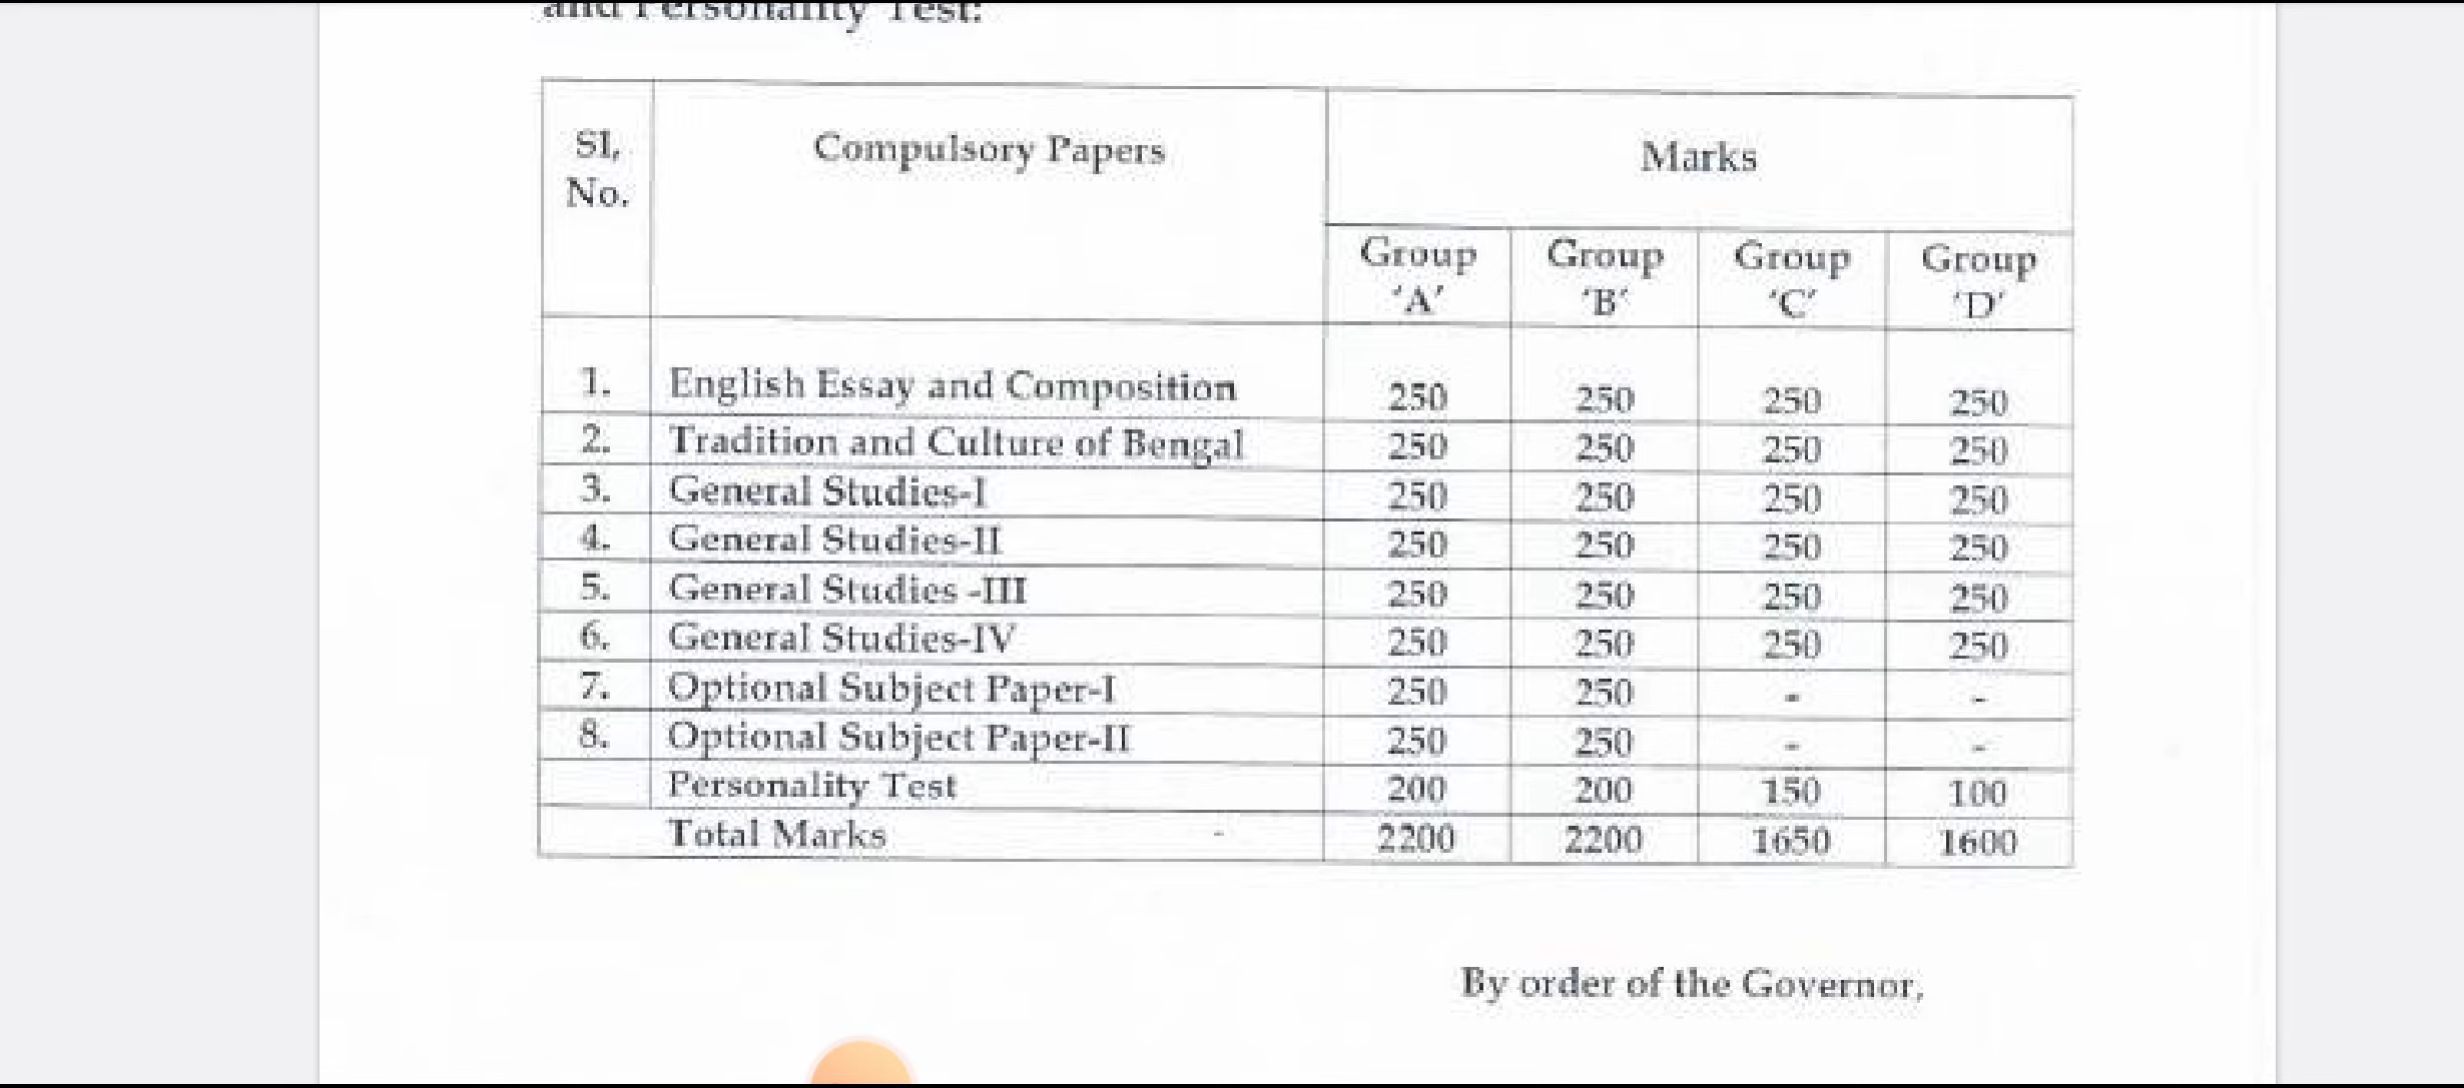 and Personality Test:
Sl, No. Compulsory Papers Marks
Group 'A' Group 'B' Group 'C' Group 'D'
1. English Essay and Composition 250 250 250 250
2. Tradition and Culture of Bengal 250 250 250 250
3. General Studies-I 250 250 250 250
4. General Studies-II 250 250 250 250
5. General Studies -III 250 250 250 250
6. General Studies-IV 250 250 250 250
7. Optional Subject Paper-I 250 250 - -
8. Optional Subject Paper-II 250 250 - -
Personality Test 200 200 150 100
Total Marks - 2200 2200 1650 1600
By order of the Governor,